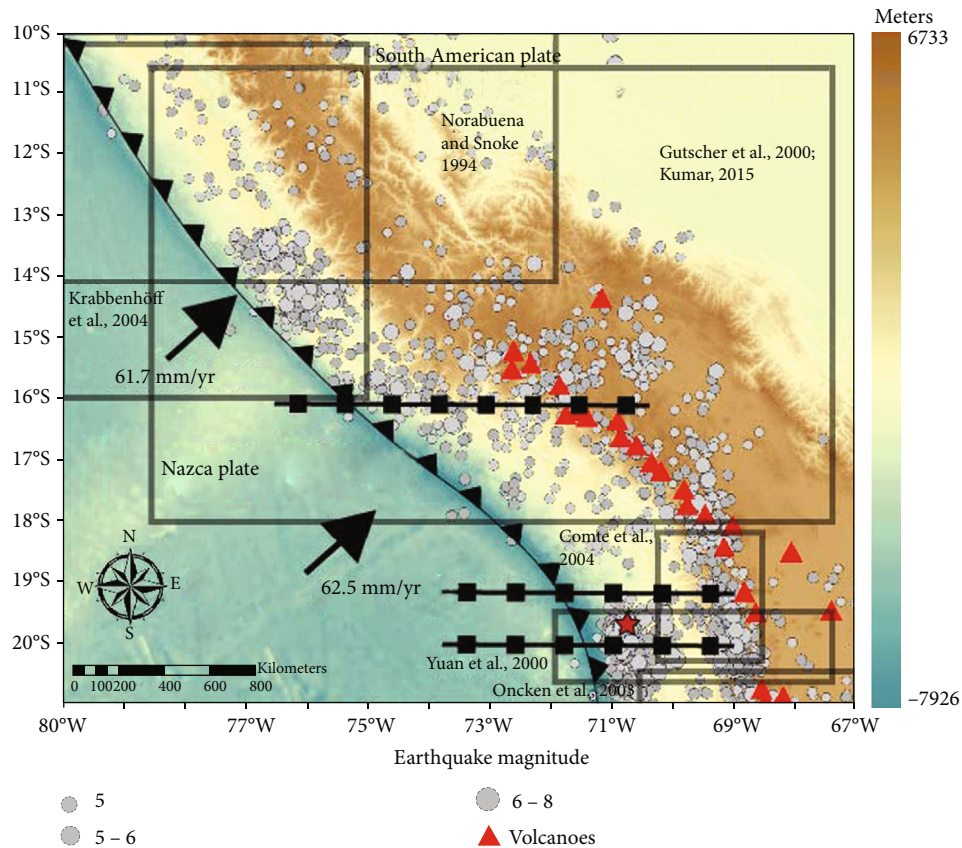 Meters
6733
–7926
10°S
11°S
12°S
13°S
14°S
15°S
16°S
17°S
18°S
19°S
20°S
South American plate
Norabuena
and Snoke
1994
Gutscher et al., 2000;
Kumar, 2015
Krabbenhöff
et al., 2004
61.7 mm/yr
Nazca plate
62.5 mm/yr
Comte et al.,
2004
N
W
E
S
Yuan et al., 2000
Oncken et al., 2003
Kilometers
0 100200 400 600 800
80°W 77°W 75°W 73°W 71°W 69°W 67°W
Earthquake magnitude
5
5 – 6
6 – 8
Volcanoes